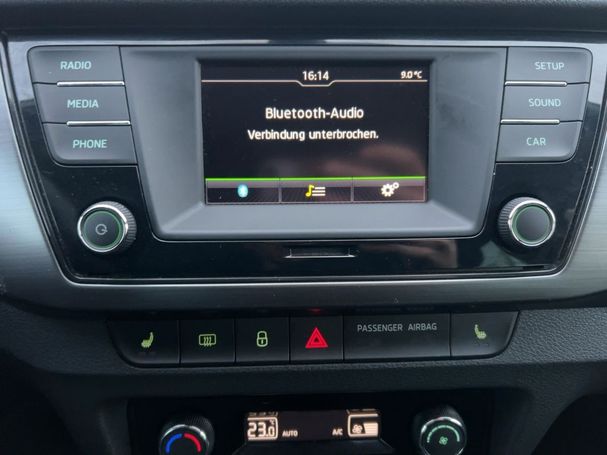 RADIO
MEDIA
PHONE
16:14
9.0°C
Bluetooth-Audio
Verbindung unterbrochen.
SETUP
SOUND
CAR
PASSENGER AIRBAG
23.0
AUTO
A/C